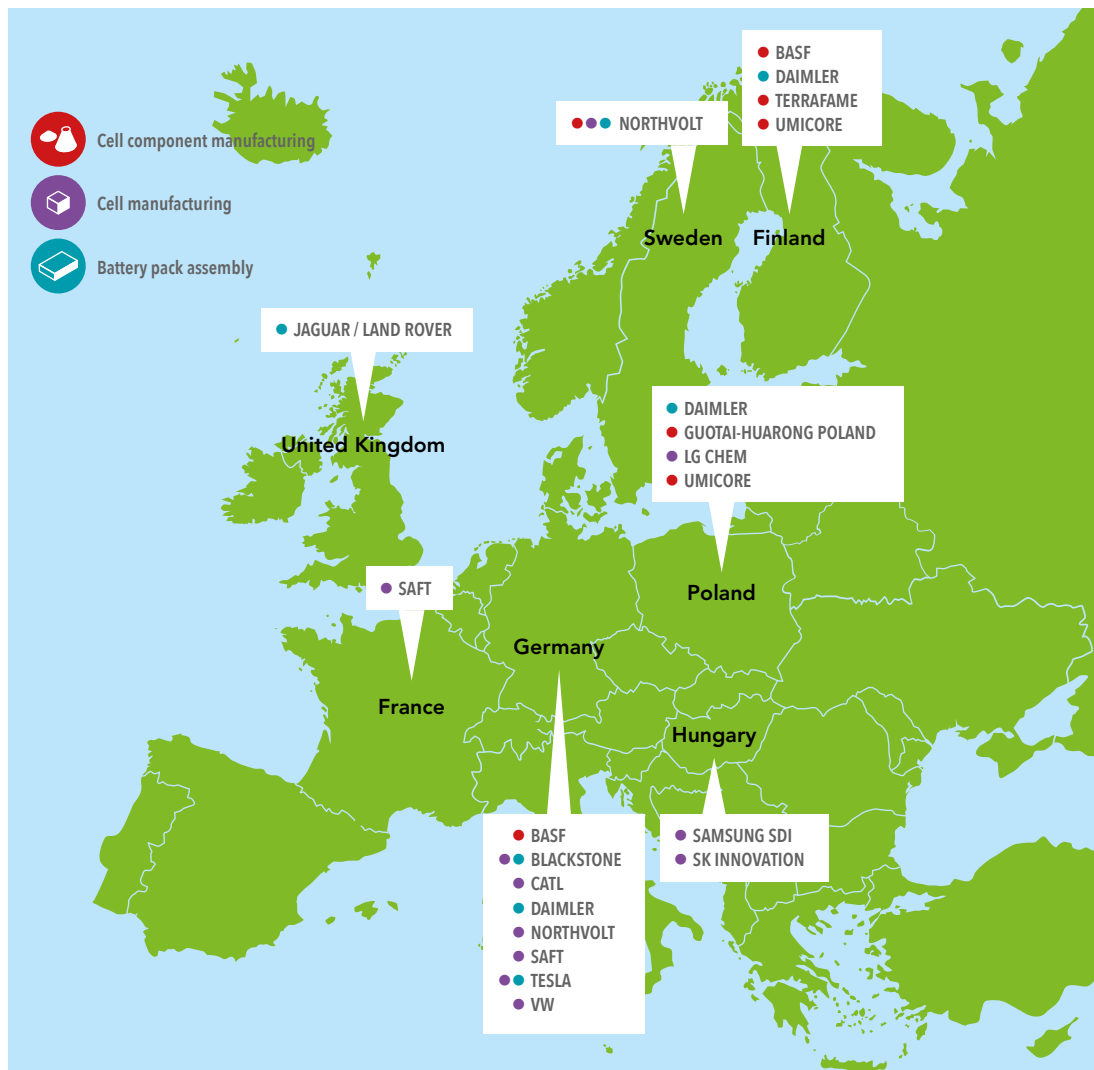 Cell component manufacturing
Cell manufacturing
Battery pack assembly
BASF
DAIMLER
TERRAFAME
UMICORE
NORTHVOLT
Sweden
Finland
JAGUAR / LAND ROVER
United Kingdom
DAIMLER
GUOTAI-HUARONG POLAND
LG CHEM
UMICORE
Poland
SAFT
France
Germany
Hungary
BASF
BLACKSTONE
CATL
DAIMLER
NORTHVOLT
SAFT
TESLA
VW
SAMSUNG SDI
SK INNOVATION